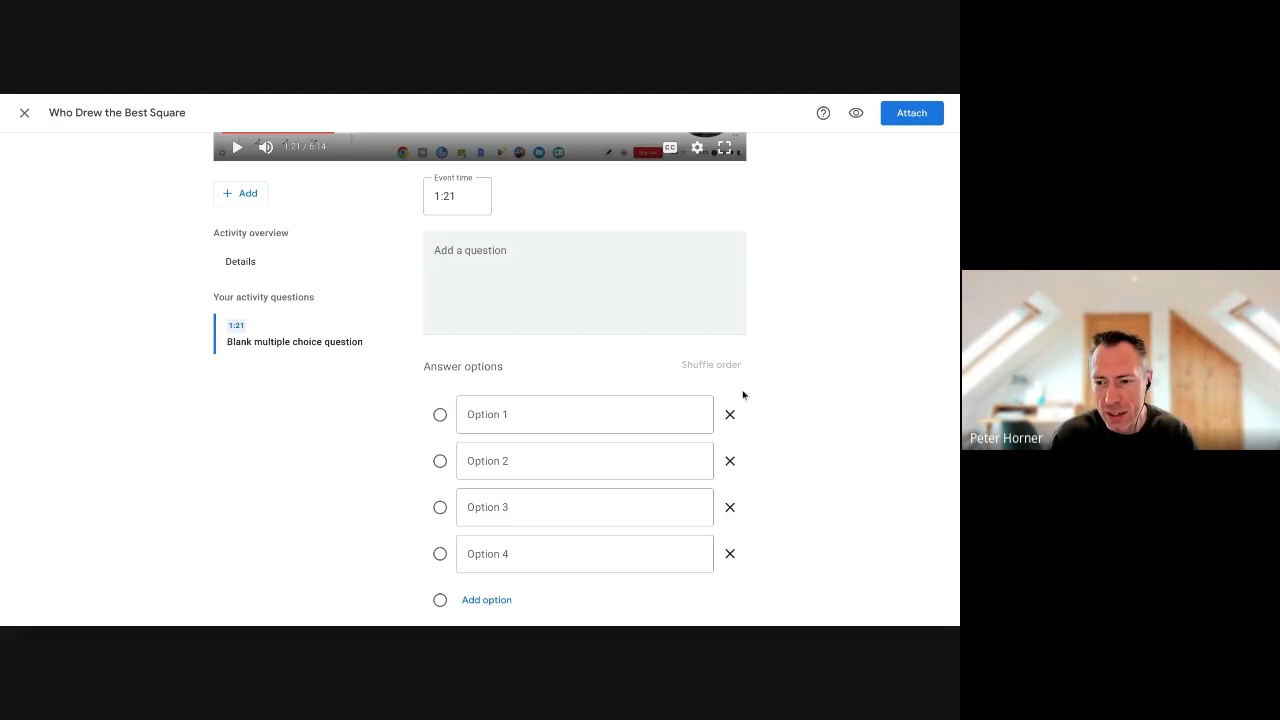 Who Drew the Best Square
Attach
1:21 / 6:14
CC
Add
Event time
1:21
Add a question
Activity overview
Details
Your activity questions
1:21
Blank multiple choice question
Answer options
Shuffle order
Option 1
Option 2
Option 3
Option 4
Add option
Peter Horner